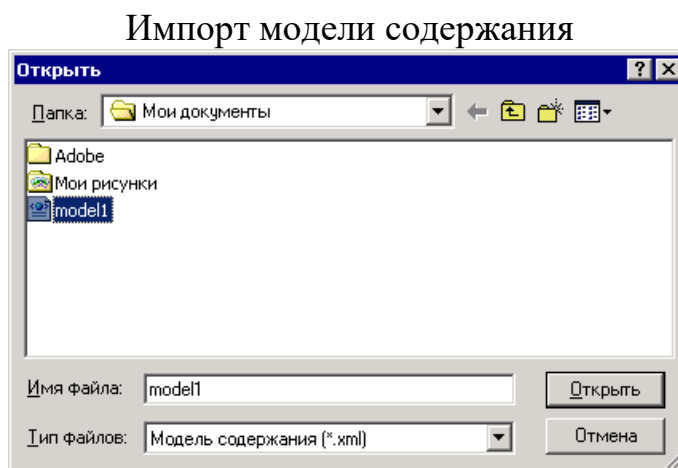 Импорт модели содержания
Открыть
Папка: Мои документы
Adobe
Мои рисунки
model1
Имя файла: model1 Открыть
Тип файлов: Модель содержания (*.xml) Отмена